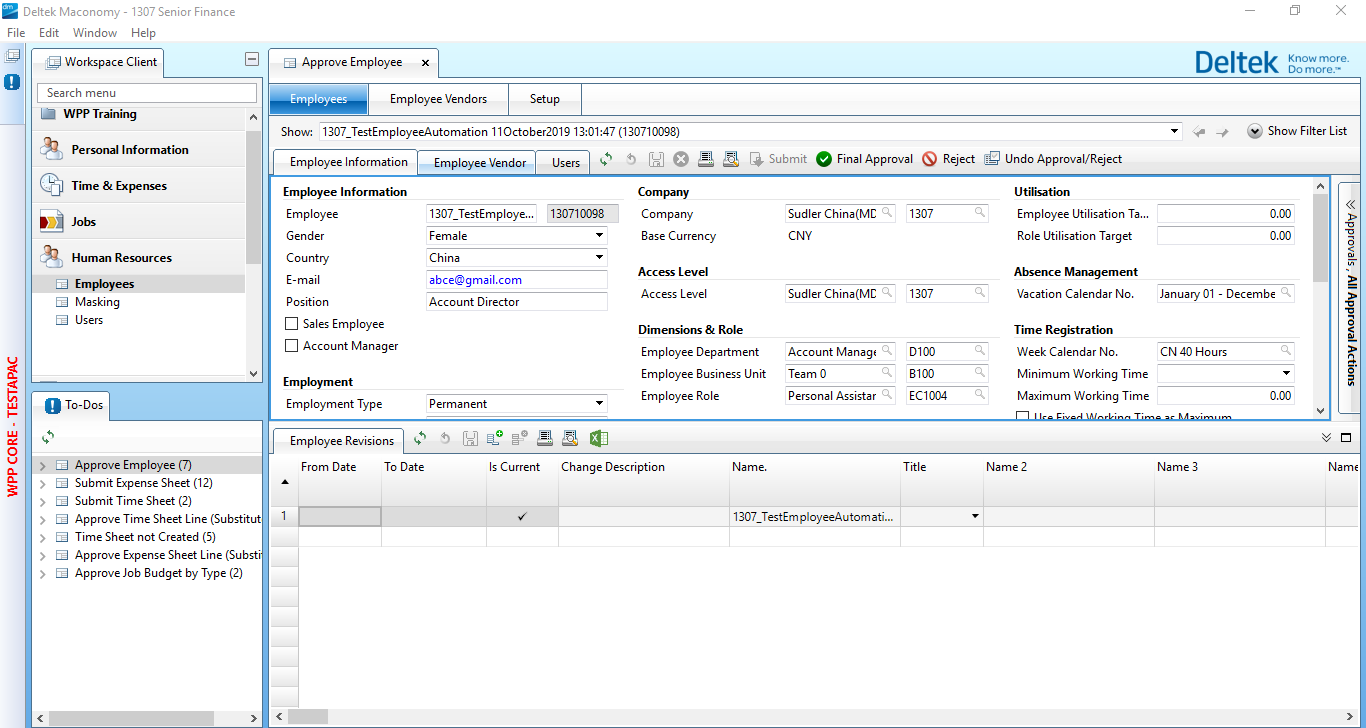 dm Deltek Maconomy - 1307 Senior Finance
File Edit Window Help
Workspace Client
Approve Employee
Deltek Know more. Do more.™
Search menu
Employees Employee Vendors Setup
WPP Training
Personal Information
Time & Expenses
Jobs
Human Resources
Employees
Masking
Users
Show: 1307_TestEmployeeAutomation 11October2019 13:01:47 (130710098) Show Filter List
Employee Information Employee Vendor Users Submit Final Approval Reject Undo Approval/Reject
Employee Information
Employee 1307_TestEmploye... 130710098
Gender Female
Country China
E-mail abce@gmail.com
Position Account Director
Sales Employee
Account Manager
Employment
Employment Type Permanent
Company
Company Sudler China(MD 1307
Base Currency CNY
Access Level
Access Level Sudler China(MD 1307
Dimensions & Role
Employee Department Account Manage D100
Employee Business Unit Team 0 B100
Employee Role Personal Assistar EC1004
Utilisation
Employee Utilisation Ta... 0.00
Role Utilisation Target 0.00
Absence Management
Vacation Calendar No. January 01 - Decembe
Time Registration
Week Calendar No. CN 40 Hours
Minimum Working Time
Maximum Working Time 0.00
Use Fixed Working Time as Maximum
Approvals , All Approval Actions
WPP CORE - TESTAPAC
To-Dos
Approve Employee (7)
Submit Expense Sheet (12)
Submit Time Sheet (2)
Approve Time Sheet Line (Substitut
Time Sheet not Created (5)
Approve Expense Sheet Line (Substi
Approve Job Budget by Type (2)
Employee Revisions
From Date To Date Is Current Change Description Name. Title Name 2 Name 3 Name
1 1307_TestEmployeeAutomati...